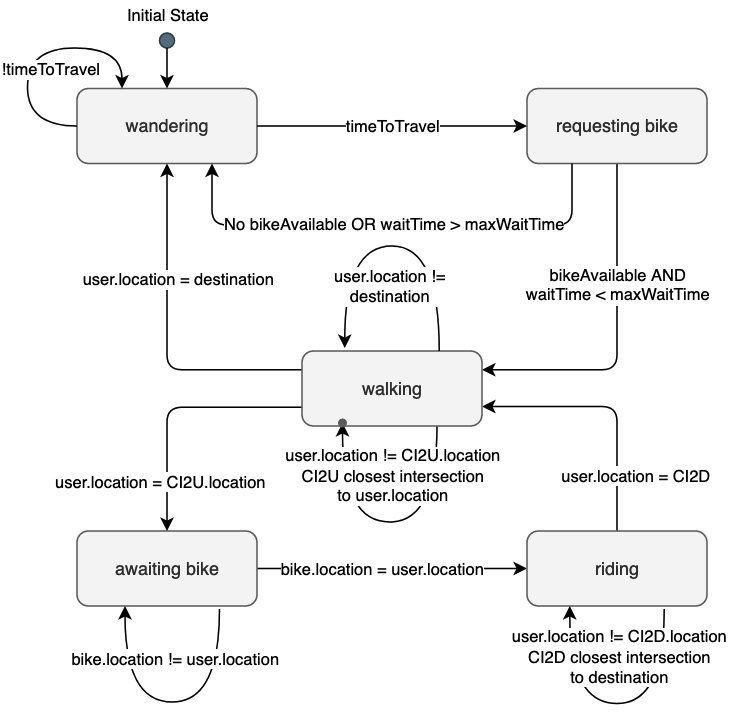 Initial State
!timeToTravel
wandering
timeToTravel
requesting bike
No bikeAvailable OR waitTime > maxWaitTime
user.location = destination
user.location !=
destination
bikeAvailable AND
waitTime < maxWaitTime
walking
user.location != CI2U.location
CI2U closest intersection
to user.location
user.location = CI2U.location
user.location = CI2D
awaiting bike
bike.location = user.location
riding
bike.location != user.location
user.location != CI2D.location
CI2D closest intersection
to destination